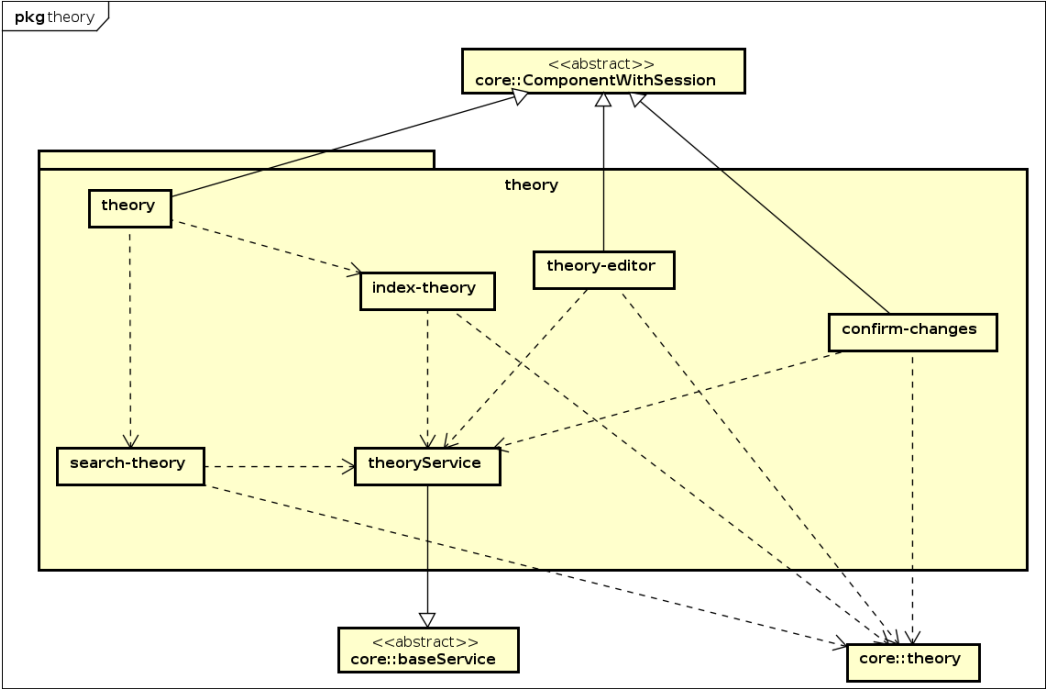 pkg theory
<<abstract>>
core::ComponentWithSession
theory
theory
theory-editor
index-theory
confirm-changes
search-theory
theoryService
<<abstract>>
core::baseService
core::theory